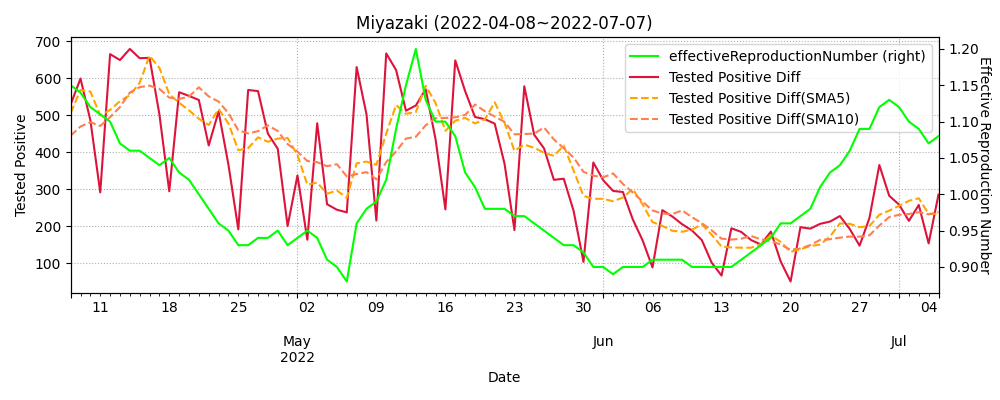 Miyazaki (2022-04-08~2022-07-07)
effectiveReproductionNumber (right)
Tested Positive Diff
Tested Positive Diff(SMA5)
Tested Positive Diff(SMA10)
Tested Positive
700
600
500
400
300
200
100
1.20
1.15
1.10
1.05
1.00
0.95
0.90
Effective Reproduction Number
11 18 25 02 09 16 23 30 06 13 20 27 04
May Jun Jul
2022
Date